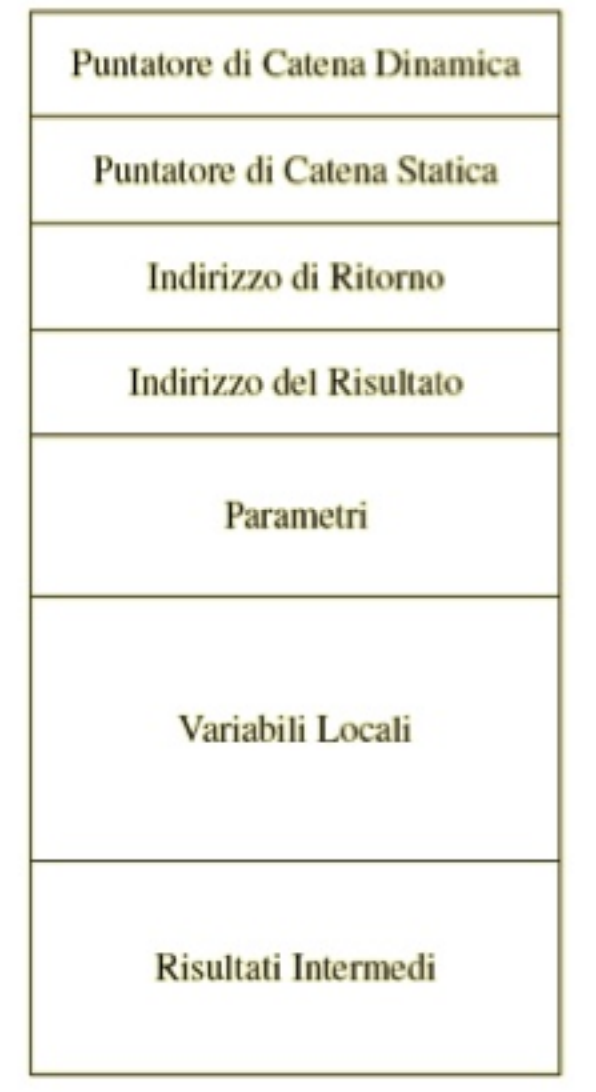 Puntatore di Catena Dinamica
Puntatore di Catena Statica
Indirizzo di Ritorno
Indirizzo del Risultato
Parametri
Variabili Locali
Risultati Intermedi